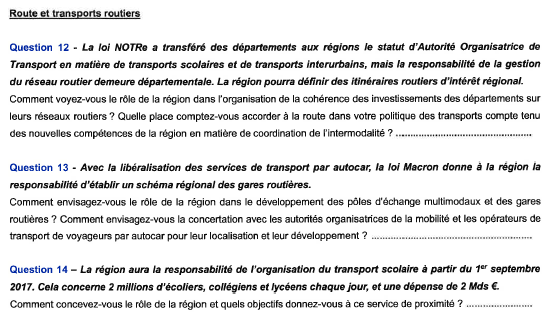 Route et transports routiers
Question 12 - La loi NOTRe a transféré des départements aux régions le statut d'Autorité Organisatrice de
Transport en matière de transports scolaires et de transports interurbains, mais la responsabilité de la gestion
du réseau routier demeure départementale. La région pourra définir des itinéraires routiers d'intérêt régional.
Comment voyez-vous le rôle de la région dans l'organisation de la cohérence des investissements des départements sur
leurs réseaux routiers ? Quelle place comptez-vous accorder à la route dans votre politique des transports compte tenu
des nouvelles compétences de la région en matière de coordination de l'intermodalité ? ...............................
Question 13 - Avec la libéralisation des services de transport par autocar, la loi Macron donne à la région la
responsabilité d'établir un schéma régional des gares routières.
Comment envisagez-vous le rôle de la région dans le développement des pôles d'échange multimodaux et des gares
routières ? Comment envisagez-vous la concertation avec les autorités organisatrices de la mobilité et les opérateurs de
transport de voyageurs par autocar pour leur localisation et leur développement ? ....................................
Question 14 – La région aura la responsabilité de l'organisation du transport scolaire à partir du 1er septembre
2017. Cela concerne 2 millions d'écoliers, collégiens et lycéens chaque jour, et une dépense de 2 Mds €.
Comment concevez-vous le rôle de la région et quels objectifs donnez-vous à ce service de proximité ? ...............